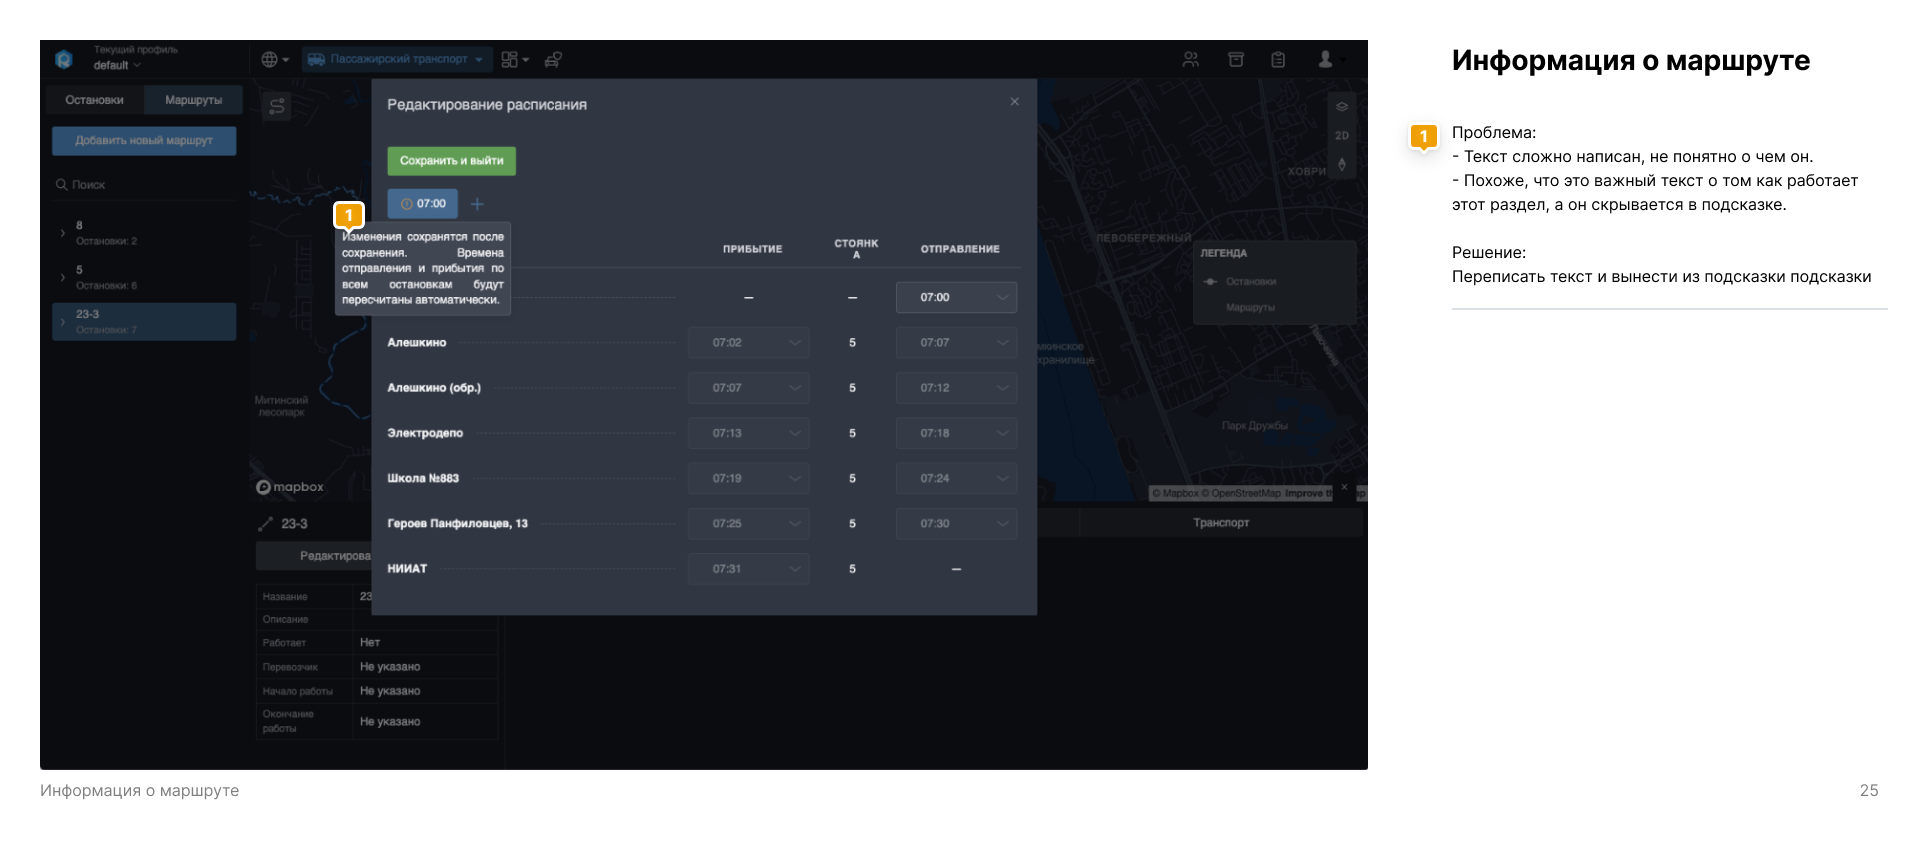 Текущий профиль
default
Пассажирский транспорт
Остановки
Маршруты
Добавить новый маршрут
Поиск
8
Остановки: 2
5
Остановки: 6
23-3
Остановки: 7
Редактирование расписания
Сохранить и выйти
07:00
1
Изменения сохранятся после
сохранения. Времена
отправления и прибытия по
всем остановкам будут
пересчитаны автоматически.
ПРИБЫТИЕ
СТОЯНК
А
ОТПРАВЛЕНИЕ
— — 07:00
Алешкино 07:02 5 07:07
Алешкино (обр.) 07:07 5 07:12
Электродепо 07:13 5 07:18
Школа №883 07:19 5 07:24
Героев Панфиловцев, 13 07:25 5 07:30
НИИАТ 07:31 5 —
2D
ХОВРИ
ЛЕВОБЕРЕЖНЫЙ
ЛЕГЕНДА
Остановки
Маршруты
мкинское
хранилище
Парк Дружбы
Митинский
лесопарк
mapbox
© Mapbox © OpenStreetMap Improve th
23-3
Транспорт
Редактирова
Название 23
Описание
Работает Нет
Перевозчик Не указано
Начало работы Не указано
Окончание
работы Не указано
Информация о маршруте
1
Проблема:
- Текст сложно написан, не понятно о чем он.
- Похоже, что это важный текст о том как работает
этот раздел, а он скрывается в подсказке.
Решение:
Переписать текст и вынести из подсказки подсказки
Информация о маршруте
25